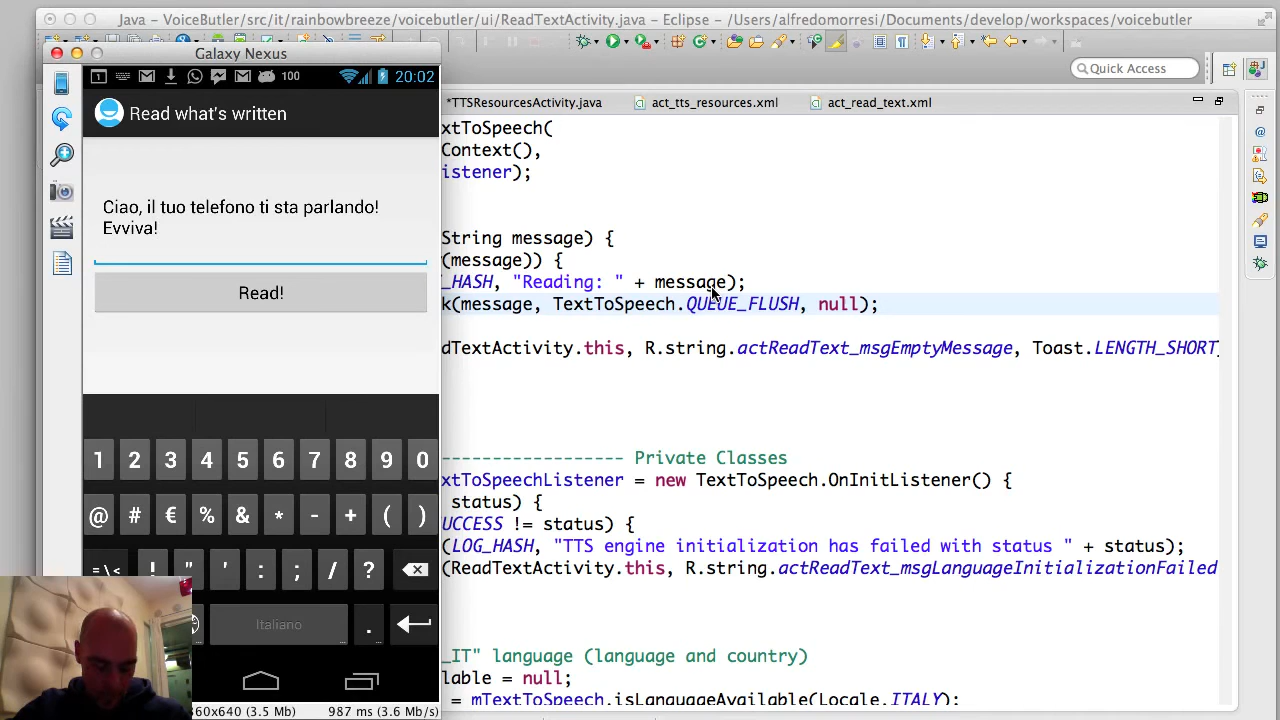 Java – VoiceButler/src/it/rainbowbreeze/voicebutler/ui/ReadTextActivity.java – Eclipse – /Users/alfredomorresi/Documents/develop/workspaces/voicebutler
Galaxy Nexus
Quick Access
100
20:02
*TTSResourcesActivity.java
act_tts_resources.xml
act_read_text.xml
Read what's written
xtToSpeech(
Context(),
istener);
Ciao, il tuo telefono ti sta parlando!
Evviva!
String message) {
(message)) {
_HASH, "Reading: " + message);
Read!
k(message, TextToSpeech.QUEUE_FLUSH, null);
dTextActivity.this, R.string.actReadText_msgEmptyMessage, Toast.LENGTH_SHORT
1 2 3 4 5 6 7 8 9 0
----------------- Private Classes
xtToSpeechListener = new TextToSpeech.OnInitListener() {
status) {
@ # € % & * - + ( )
UCCESS != status) {
(LOG_HASH, "TTS engine initialization has failed with status " + status);
(ReadTextActivity.this, R.string.actReadText_msgLanguageInitializationFailed
=\< ! " ' : ; / ?
Italiano
.
_IT" language (language and country)
lable = null;
= mTextToSpeech.isLanguageAvailable(Locale.ITALY);
360x640 (3.5 Mb)
987 ms (3.6 Mb/s)